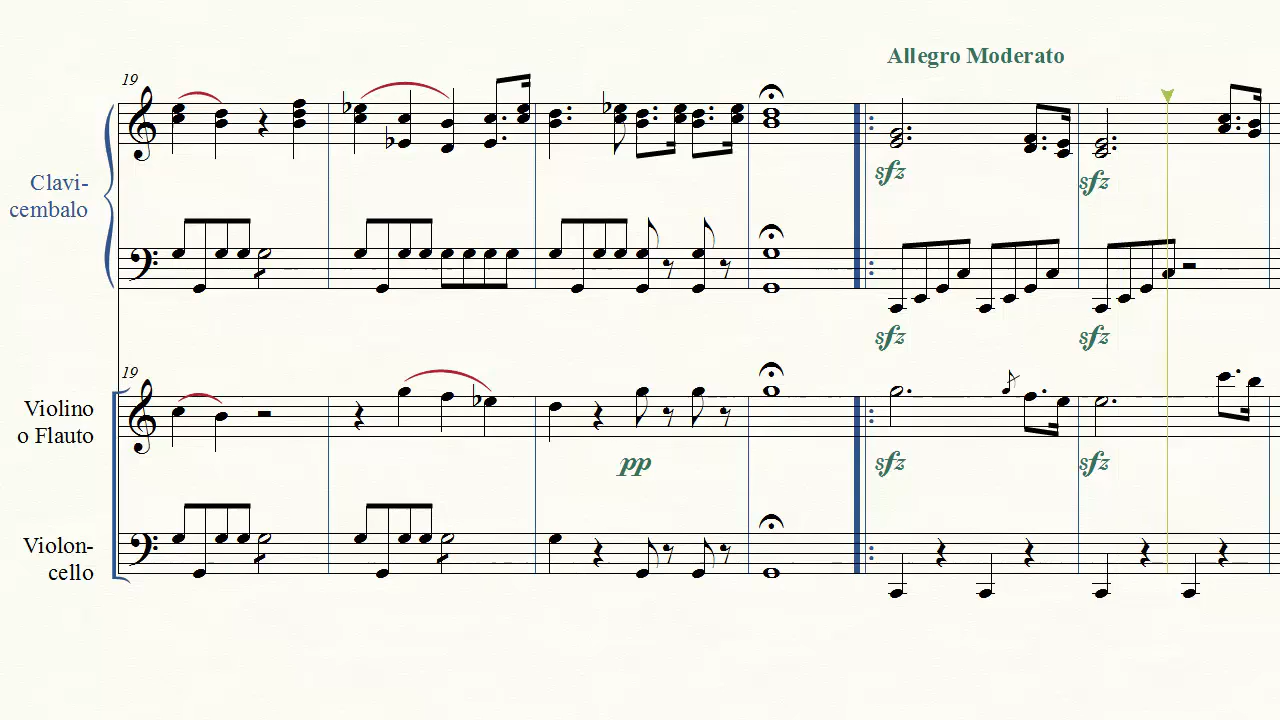 Allegro Moderato
19
Clavi-
cembalo
sfz
sfz
sfz
sfz
19
Violino
o Flauto
pp
sfz
sfz
Violon-
cello